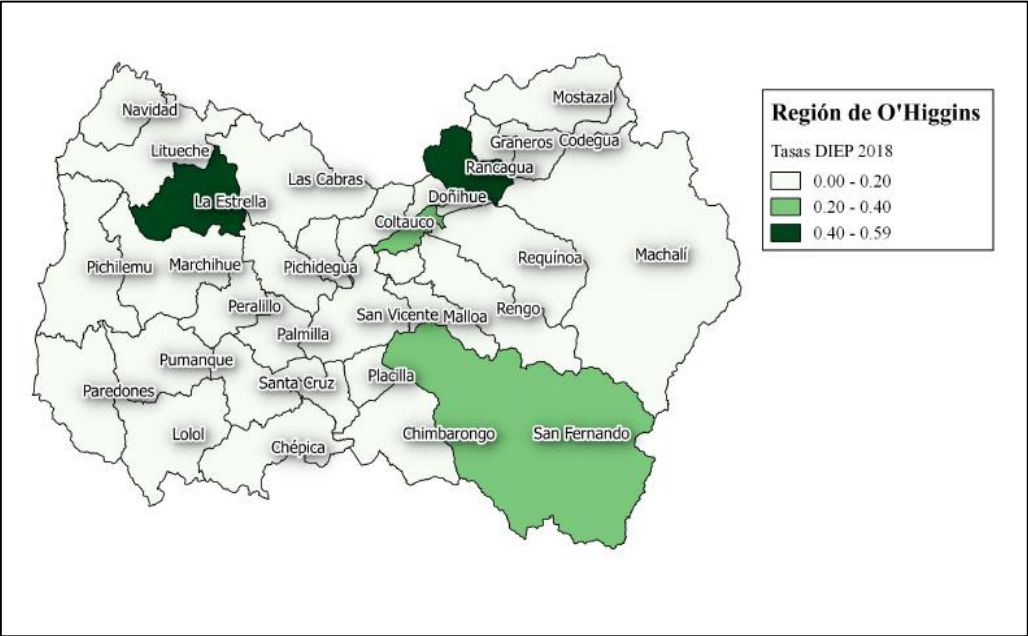 Región de O'Higgins
Tasas DIEP 2018
0.00 - 0.20
0.20 - 0.40
0.40 - 0.59
Mostazal
Navidad
Graneros
Codegua
Litueche
Rancagua
Las Cabras
Doñihue
La Estrella
Coltauco
Machalí
Requínoa
Pichilemu
Marchihue
Pichidegua
Peralillo
Rengo
San Vicente
Malloa
Palmilla
Pumanque
Placilla
Santa Cruz
Paredones
Lolol
Chimbarongo
San Fernando
Chépica